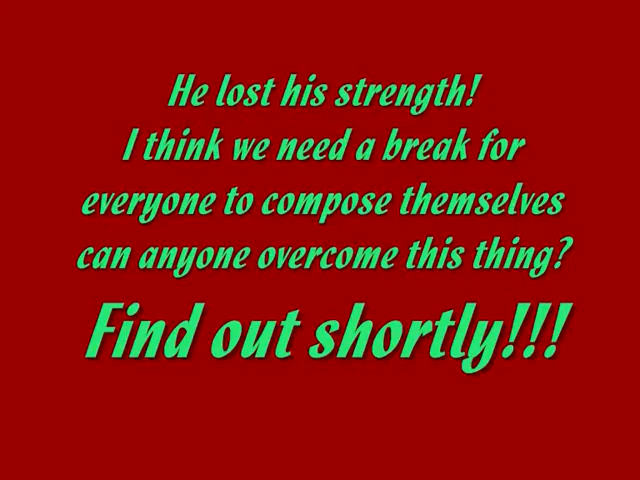 He lost his strength!
I think we need a break for
everyone to compose themselves
can anyone overcome this thing?
Find out shortly!!!